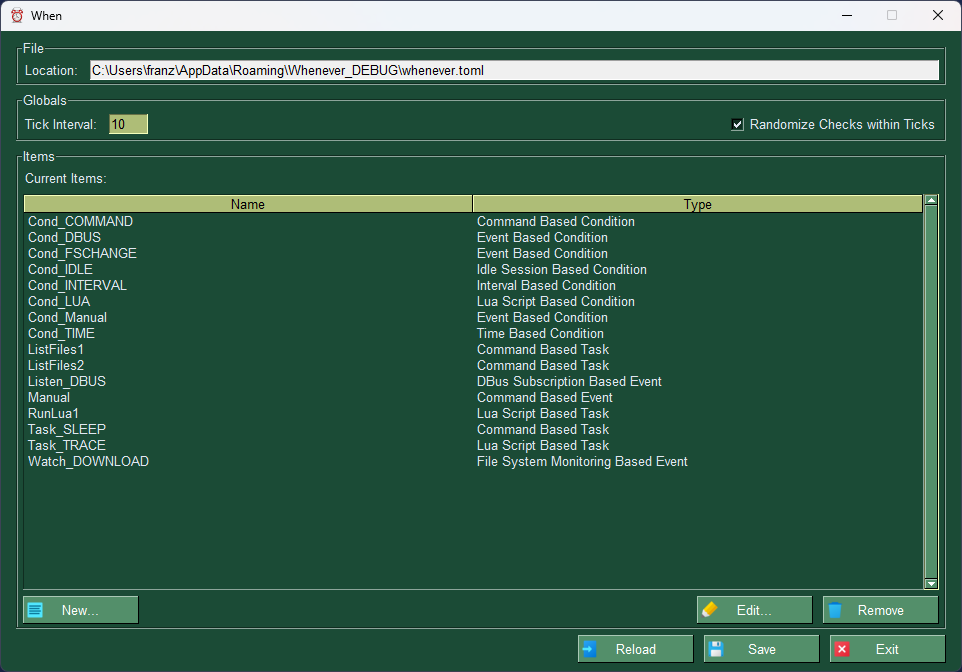 When
File
Location: C:\Users\franz\AppData\Roaming\Whenever_DEBUG\whenever.toml
Globals
Tick Interval: 10 Randomize Checks within Ticks
Items
Current Items:
Name Type
Cond_COMMAND Command Based Condition
Cond_DBUS Event Based Condition
Cond_FSCHANGE Event Based Condition
Cond_IDLE Idle Session Based Condition
Cond_INTERVAL Interval Based Condition
Cond_LUA Lua Script Based Condition
Cond_Manual Event Based Condition
Cond_TIME Time Based Condition
ListFiles1 Command Based Task
ListFiles2 Command Based Task
Listen_DBUS DBus Subscription Based Event
Manual Command Based Event
RunLua1 Lua Script Based Task
Task_SLEEP Command Based Task
Task_TRACE Lua Script Based Task
Watch_DOWNLOAD File System Monitoring Based Event
New... Edit... Remove
Reload Save Exit